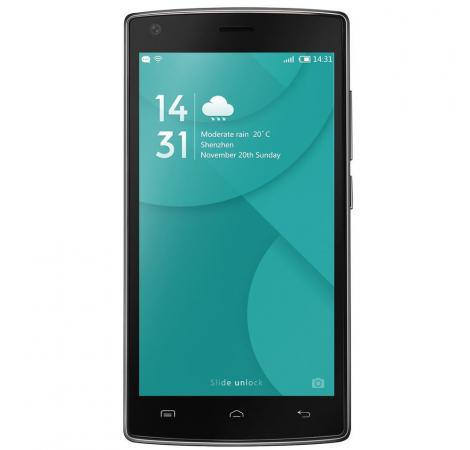 14:31
14
31
Moderate rain 20°C
Shenzhen
November 20th Sunday
Slide unlock